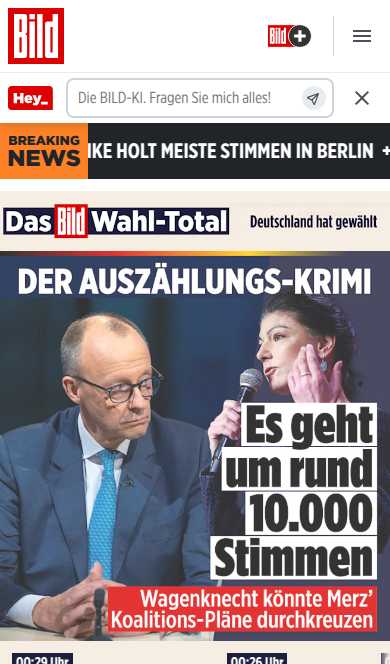 Bild
Bild
Hey_
Die BILD-KI. Fragen Sie mich alles!
BREAKING
NEWS
HOLT MEISTE STIMMEN IN BERLIN +
Das Bild Wahl-Total
Deutschland hat gewählt
DER AUSZÄHLUNGS-KRIMI
Es geht
um rund
10.000
Stimmen
Wagenknecht könnte Merz’
Koalitions-Pläne durchkreuzen
00:29 Uhr
00:26 Uhr